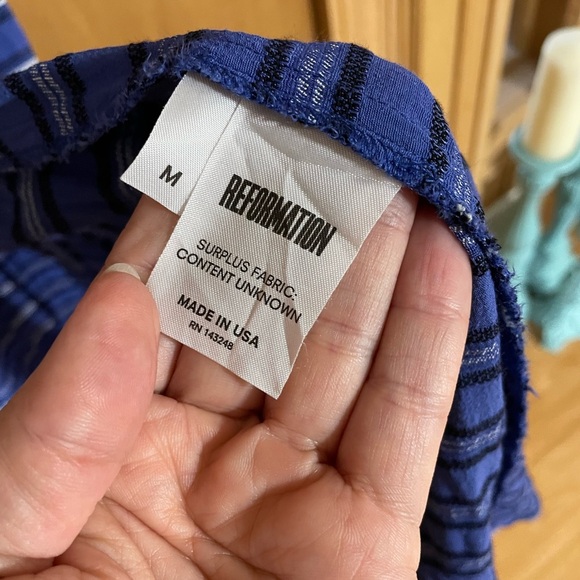 M
REFORMATION
SURPLUS FABRIC:
CONTENT UNKNOWN
MADE IN USA
RN 143248